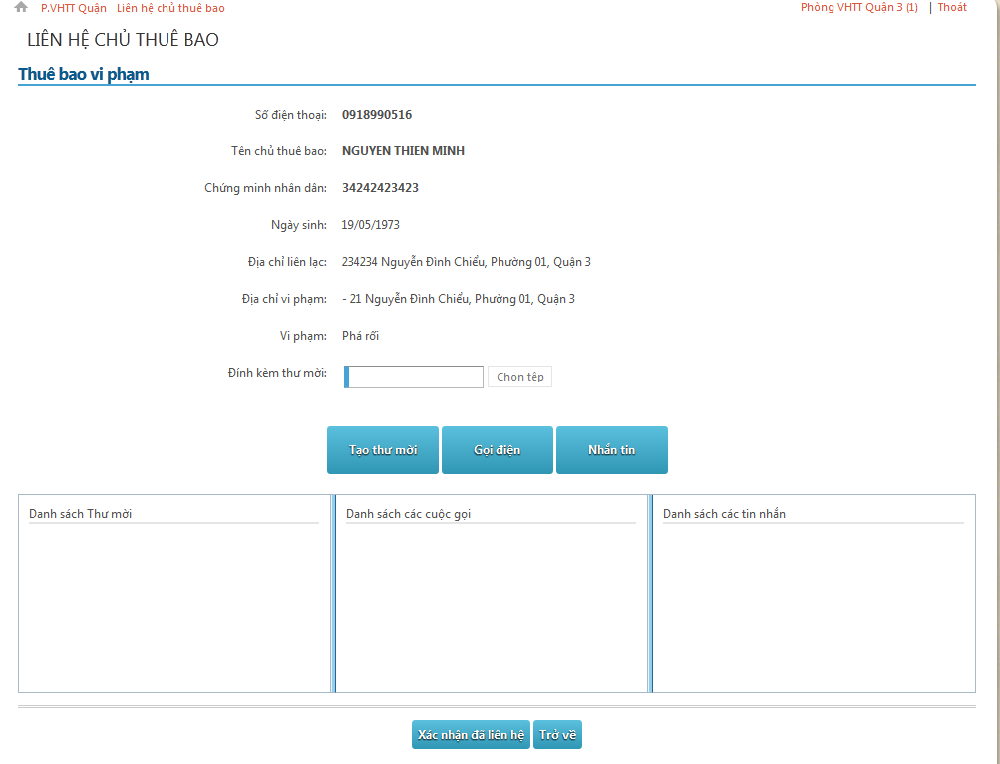 P.VHTT Quận Liên hệ chủ thuê bao Phòng VHTT Quận 3 (1) | Thoát
LIÊN HỆ CHỦ THUÊ BAO
Thuê bao vi phạm
Số điện thoại: 0918990516
Tên chủ thuê bao: NGUYEN THIEN MINH
Chứng minh nhân dân: 34242423423
Ngày sinh: 19/05/1973
Địa chỉ liên lạc: 234234 Nguyễn Đình Chiểu, Phường 01, Quận 3
Địa chỉ vi phạm: - 21 Nguyễn Đình Chiểu, Phường 01, Quận 3
Vi phạm: Phá rối
Đính kèm thư mời: Chọn tệp
Tạo thư mời Gọi điện Nhắn tin
Danh sách Thư mời Danh sách các cuộc gọi Danh sách các tin nhắn
Xác nhận đã liên hệ Trở về